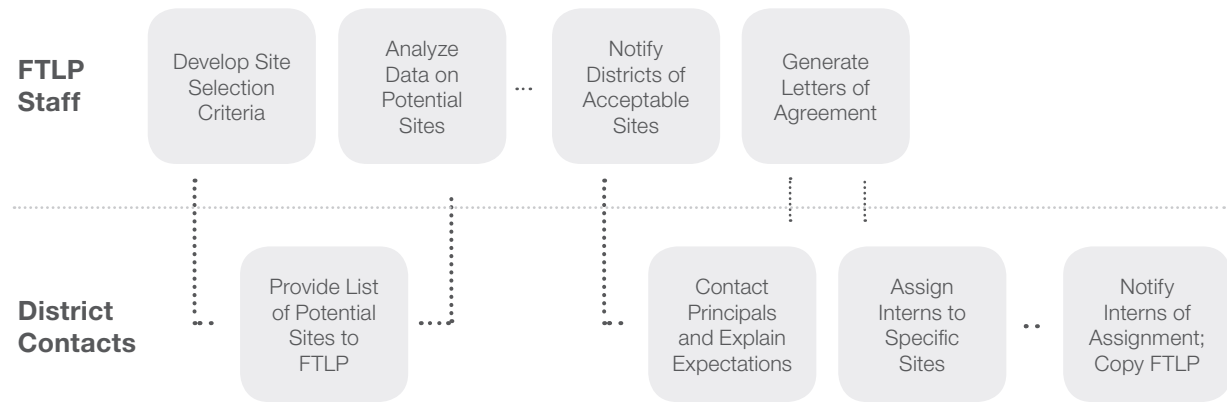 FTLP
Staff
Develop Site
Selection
Criteria
Analyze
Data on
Potential
Sites
Notify
Districts of
Acceptable
Sites
Generate
Letters of
Agreement
District
Contacts
Provide List
of Potential
Sites to
FTLP
Contact
Principals
and Explain
Expectations
Assign
Interns to
Specific
Sites
Notify
Interns of
Assignment;
Copy FTLP